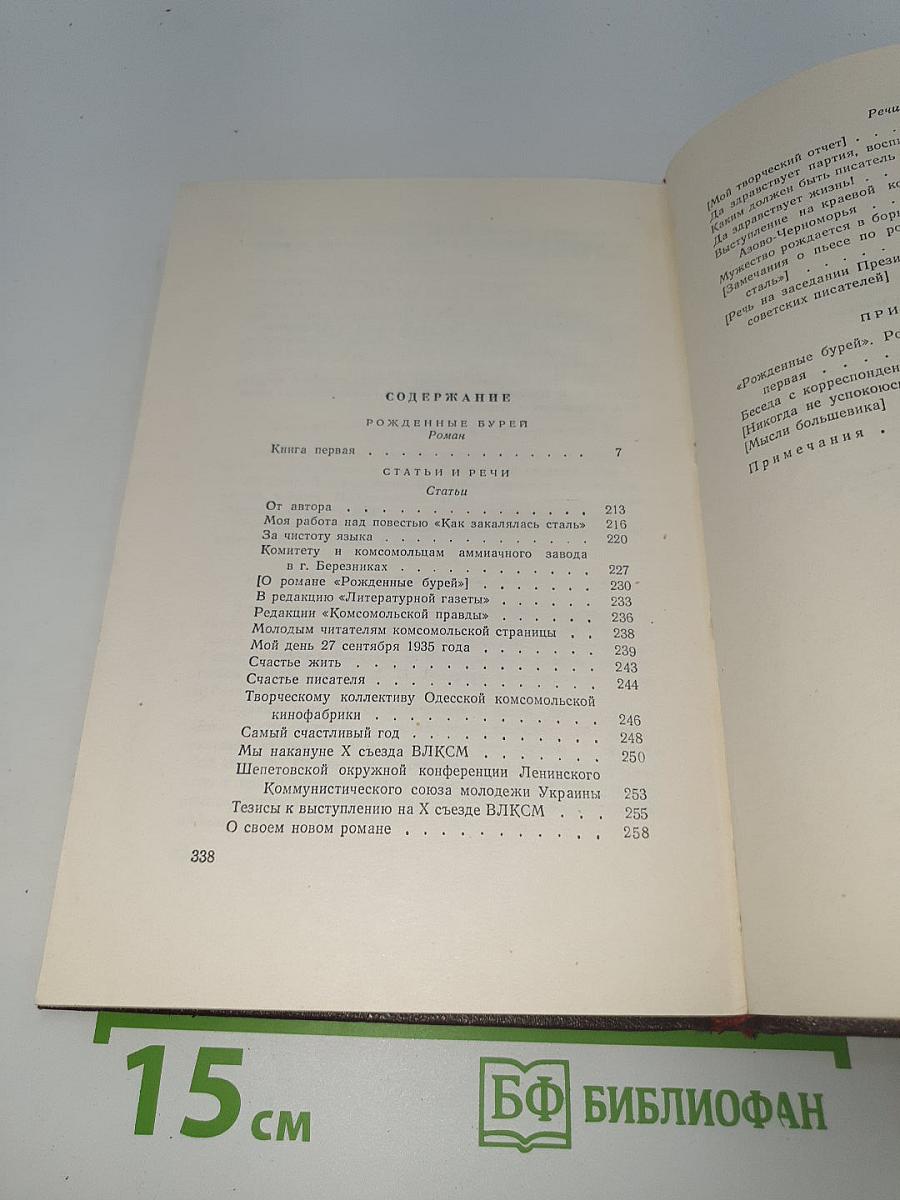 СОДЕРЖАНИЕ
РОЖДЕННЫЕ БУРЕЙ
Роман
Книга первая . . . . . . . . . . . . . . 7
СТАТЬИ И РЕЧИ
Статьи
От автора . . . . . . . . . . . . . . . 213
Моя работа над повестью «Как закалялась сталь» 216
За чистоту языка . . . . . . . . . . . . . 220
Комитету и комсомольцам аммиачного завода
в г. Березниках . . . . . . . . . . . . 227
[О романе «Рожденные бурей»] . . . . . . . 230
В редакцию «Литературной газеты» . . . . . . 233
Редакции «Комсомольской правды» . . . . . . 236
Молодым читателям комсомольской страницы . . 238
Мой день 27 сентября 1935 года . . . . . . . 239
Счастье жить . . . . . . . . . . . . . . 243
Счастье писателя . . . . . . . . . . . . . 244
Творческому коллективу Одесской комсомольской
кинофабрики . . . . . . . . . . . . . 246
Самый счастливый год . . . . . . . . . . . 248
Мы накануне X съезда ВЛКСМ . . . . . . . 250
Шепетовской окружной конференции Ленинского
Коммунистического союза молодежи Украины 253
Тезисы к выступлению на X съезде ВЛКСМ . . . 255
О своем новом романе . . . . . . . . . . . 258
338
Речи
[Мой творческий отчет] . . .
Да здравствует партия,
Каким должен быть писатель
Да здравствует жизнь! . .
Выступление на краевой
Азово-Черноморья . .
Мужество рождается в
[Замечания о пьесе по
сталь»] . . . . .
[Речь на заседании
советских писателей]
«Рожденные бурей».
первая . . . .
Беседа с
[Никогда не
[Мысли большевика]
Примечания .
15 см
БФ БИБЛИОФАН